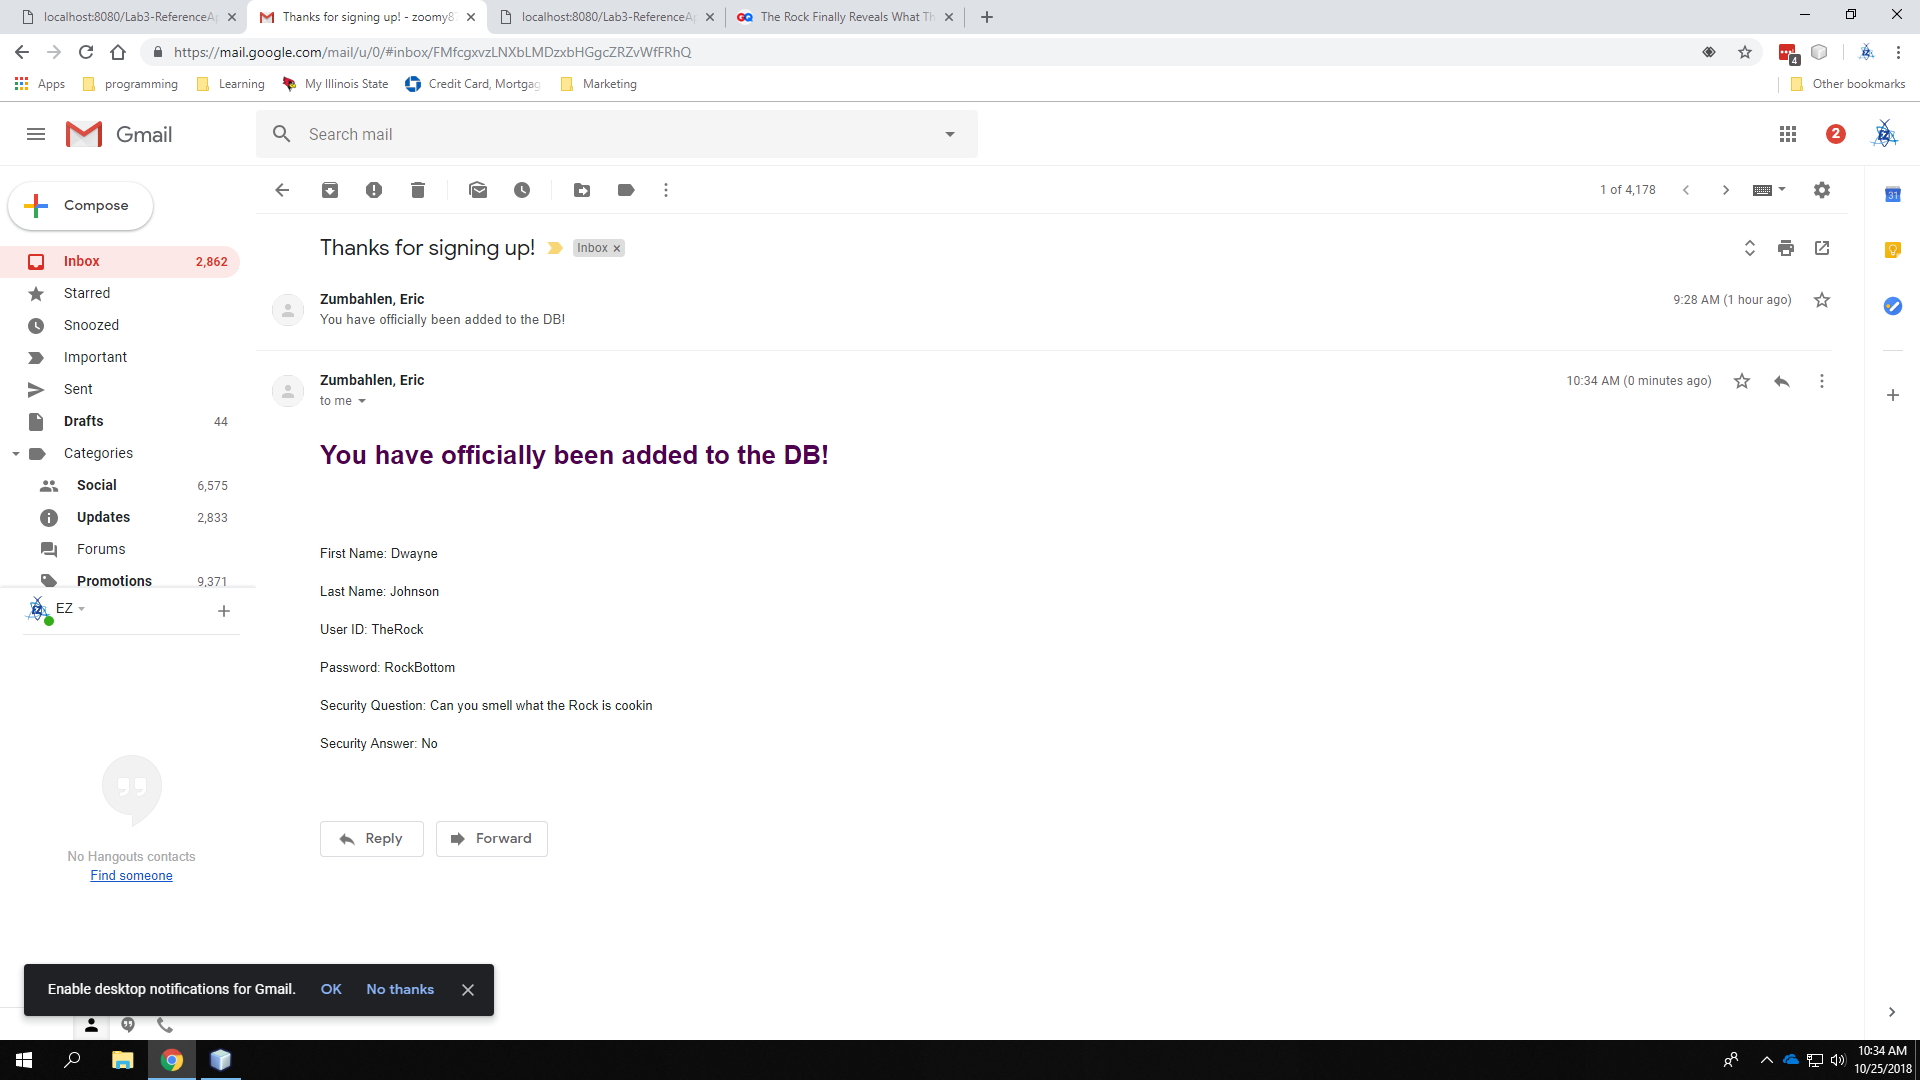 localhost:8080/Lab3-ReferenceAp
Thanks for signing up! - zoomy8
localhost:8080/Lab3-ReferenceAp
GQ The Rock Finally Reveals What Th
https://mail.google.com/mail/u/0/#inbox/FMfcgxvzLNXbLMDzxbHGgcZRZvWfFRhQ
4
Apps programming Learning My Illinois State Credit Card, Mortgag Marketing Other bookmarks
Gmail
Search mail
2
EZ
Compose
1 of 4,178
31
Thanks for signing up!
Inbox x
Inbox 2,862
Starred
Snoozed
Important
Sent
Drafts 44
Categories
Social 6,575
Updates 2,833
Forums
Promotions 9,371
EZ
Zumbahlen, Eric
9:28 AM (1 hour ago)
You have officially been added to the DB!
Zumbahlen, Eric
10:34 AM (0 minutes ago)
to me
You have officially been added to the DB!
First Name: Dwayne
Last Name: Johnson
User ID: TheRock
Password: RockBottom
Security Question: Can you smell what the Rock is cookin
Security Answer: No
Reply
Forward
No Hangouts contacts
Find someone
Enable desktop notifications for Gmail. OK No thanks
10:34 AM
10/25/2018